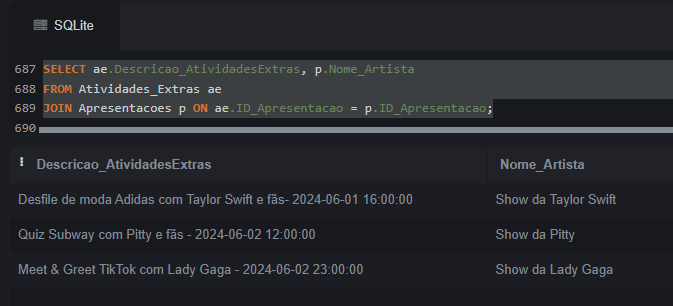 SQLite
687 SELECT ae.Descricao_AtividadesExtras, p.Nome_Artista
688 FROM Atividades_Extras ae
689 JOIN Apresentacoes p ON ae.ID_Apresentacao = p.ID_Apresentacao;
690
Descricao_AtividadesExtras Nome_Artista
Desfile de moda Adidas com Taylor Swift e fãs- 2024-06-01 16:00:00 Show da Taylor Swift
Quiz Subway com Pitty e fãs - 2024-06-02 12:00:00 Show da Pitty
Meet & Greet TikTok com Lady Gaga - 2024-06-02 23:00:00 Show da Lady Gaga